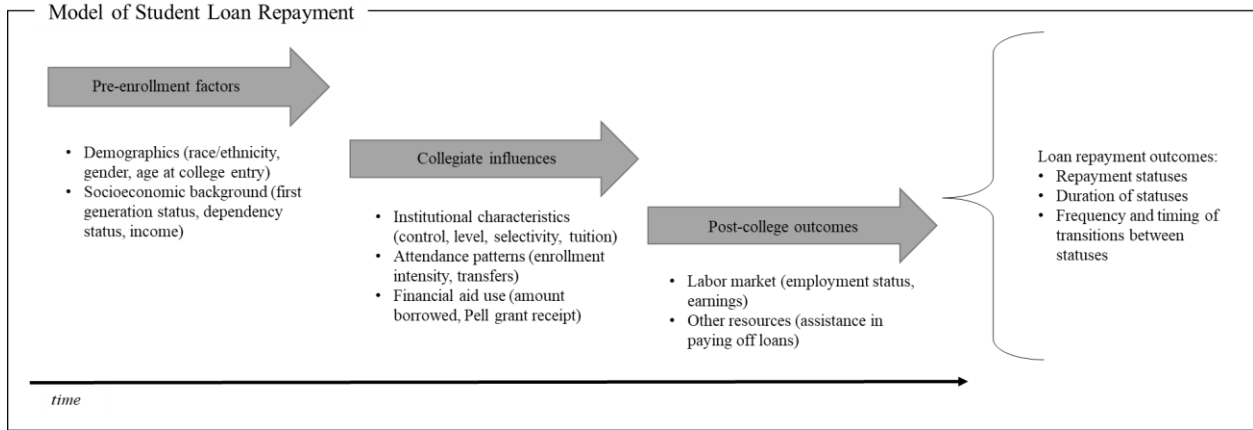 Model of Student Loan Repayment
Pre-enrollment factors
• Demographics (race/ethnicity,
gender, age at college entry)
• Socioeconomic background (first
generation status, dependency
status, income)
Collegiate influences
• Institutional characteristics
(control, level, selectivity, tuition)
• Attendance patterns (enrollment
intensity, transfers)
• Financial aid use (amount
borrowed, Pell grant receipt)
Post-college outcomes
• Labor market (employment status,
earnings)
• Other resources (assistance in
paying off loans)
Loan repayment outcomes:
• Repayment statuses
• Duration of statuses
• Frequency and timing of
transitions between
statuses
time